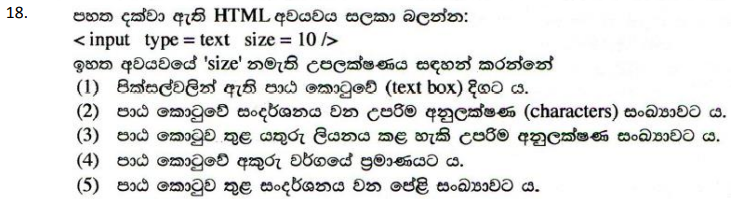 18. පහත දක්වා ඇති HTML අවයවය සලකා බලන්න:
< input type = text size = 10 />
ඉහත අවයවයේ 'size' නමැති උපලක්ෂණය සඳහන් කරන්නේ
(1) පික්සල්වලින් ඇති පාඨ කොටුවේ (text box) දිගට ය.
(2) පාඨ කොටුවේ සංදර්ශනය වන උපරිම අනුලක්ෂණ (characters) සංඛ්‍යාවට ය.
(3) පාඨ කොටුව තුළ යතුරු ලියනය කළ හැකි උපරිම අනුලක්ෂණ සංඛ්‍යාවට ය.
(4) පාඨ කොටුවේ අකුරු වර්ගයේ ප්‍රමාණයට ය.
(5) පාඨ කොටුව තුළ සංදර්ශනය වන පේළි සංඛ්‍යාවට ය.